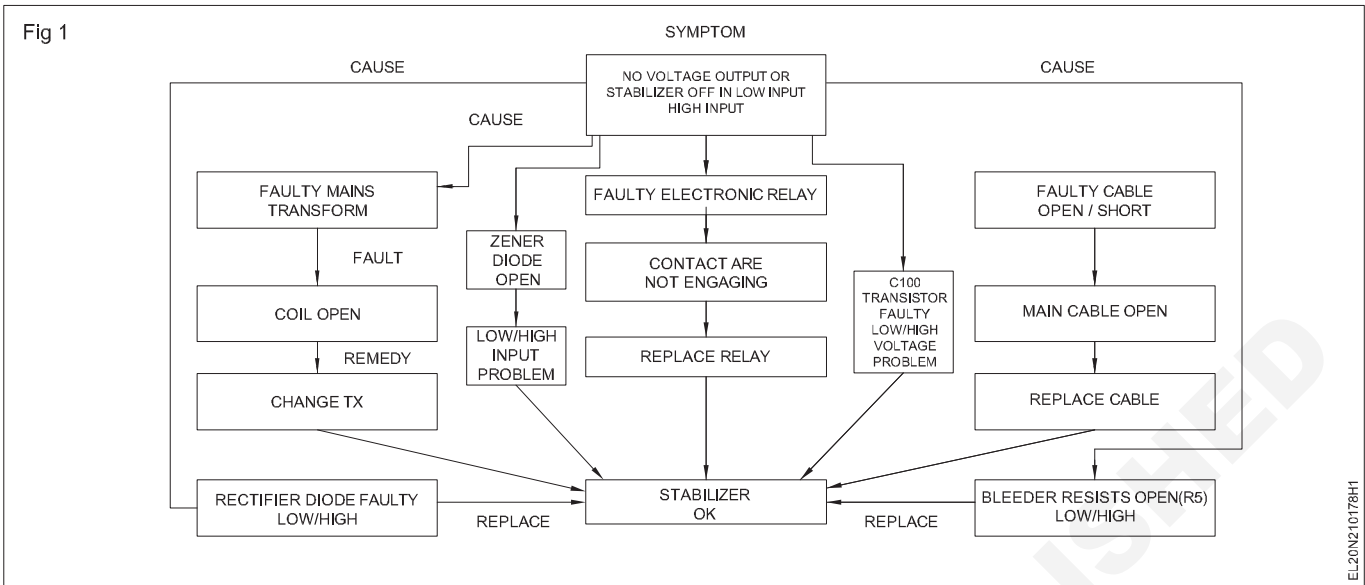 Fig 1
SYMPTOM
CAUSE
CAUSE
NO VOLTAGE OUTPUT OR
STABILIZER OFF IN LOW INPUT
HIGH INPUT
CAUSE
FAULTY MAINS
TRANSFORM
FAULT
COIL OPEN
REMEDY
CHANGE TX
ZENER
DIODE
OPEN
LOW/HIGH
INPUT
PROBLEM
FAULTY ELECTRONIC RELAY
CONTACT ARE
NOT ENGAGING
REPLACE RELAY
C100
TRANSISTOR
FAULTY
LOW/HIGH
VOLTAGE
PROBLEM
FAULTY CABLE
OPEN / SHORT
MAIN CABLE OPEN
REPLACE CABLE
RECTIFIER DIODE FAULTY
LOW/HIGH
REPLACE
STABILIZER
OK
REPLACE
BLEEDER RESISTS OPEN(R5)
LOW/HIGH
EL20N210178H1